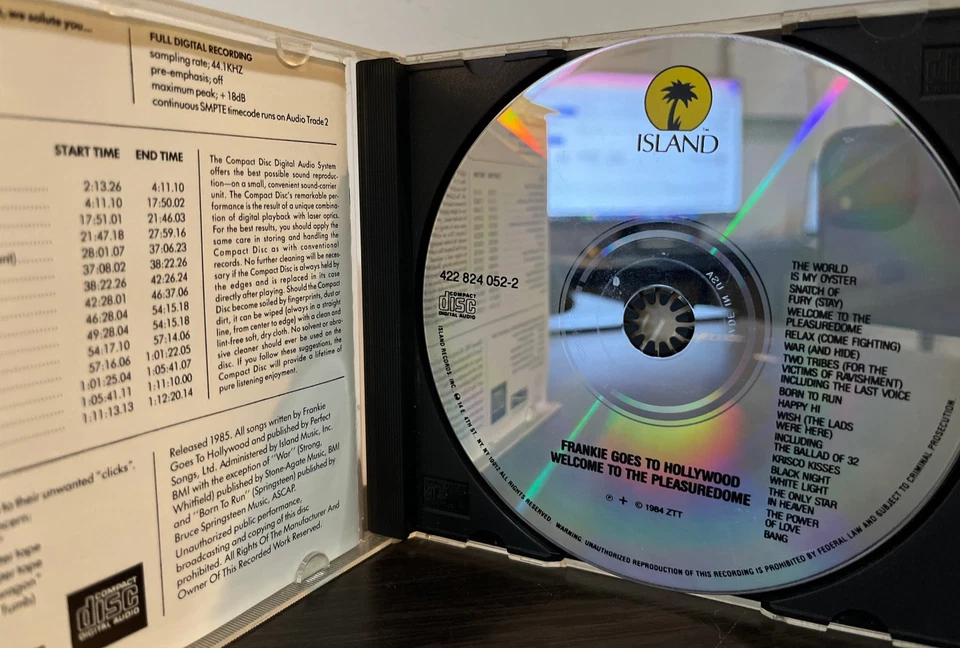 we salute you...
FULL DIGITAL RECORDING
sampling rate; 44.1KHZ
pre-emphasis; off
maximum peak; + 18dB
continuous SMPTE timecode runs on Audio Track 2
START TIME END TIME
2:13.26 4:11.10
4:11.10 17:50.02
17:51.01 21:46.03
21:47.18 27:59.16
28:01.07 37:06.23
37:08.02 38:22.26
38:22.26 42:26.24
42:28.01 46:37.06
46:28.04 54:15.18
49:28.04 54:15.18
54:17.10 57:14.06
57:16.06 1:01:22.05
1:01:25.04 1:05:41.07
1:05:41.11 1:11:10.00
1:11:13.13 1:12:20.14
The Compact Disc Digital Audio System
offers the best possible sound reproduc-
tion—on a small, convenient sound-carrier
unit. The Compact Disc's remarkable per-
formance is the result of a unique combina-
tion of digital playback with laser optics.
For the best results, you should apply the
same care in storing and handling the
Compact Disc as with conventional
records. No further cleaning will be neces-
sary if the Compact Disc is always held by
the edges and is replaced in its case
directly after playing. Should the Compact
Disc become soiled by fingerprints, dust or
dirt, it can be wiped (always in a straight
line, from center to edge) with a clean and
lint-free, soft, dry cloth. No solvent or abra-
sive cleaner should ever be used on the
disc. If you follow these suggestions, the
Compact Disc will provide a lifetime of
pure listening enjoyment.
to their unwanted "clicks".
Released 1985. All songs written by Frankie
Goes To Hollywood and published by Perfect
Songs, Ltd. Administered by Island Music, Inc.
BMI with the exception of "War" (Strong,
Whitfield) published by Stone-Agate Music, BMI
and "Born To Run" (Springsteen) published by
Bruce Springsteen Music, ASCAP.
Unauthorized public performance,
broadcasting and copying of this disc
prohibited. All Rights Of The Manufacturer And
Owner Of This Recorded Work Reserved.
COMPACT
disc
DIGITAL AUDIO
ISLAND
™
422 824 052-2
COMPACT
disc
DIGITAL AUDIO
MADE IN USA
THE WORLD
IS MY OYSTER
SNATCH OF
FURY (STAY)
WELCOME TO THE
PLEASUREDOME
RELAX (COME FIGHTING)
WAR (AND HIDE)
TWO TRIBES (FOR THE
VICTIMS OF RAVISHMENT)
INCLUDING THE LAST VOICE
BORN TO RUN
HAPPY HI
WISH (THE LADS
WERE HERE)
INCLUDING
THE BALLAD OF 32
KRISCO KISSES
BLACK NIGHT
WHITE LIGHT
THE ONLY STAR
IN HEAVEN
THE POWER
OF LOVE
BANG
FRANKIE GOES TO HOLLYWOOD
WELCOME TO THE PLEASUREDOME
℗ + © 1984 ZTT
ISLAND RECORDS, INC. 14 E. 4TH ST. NY, NY 10012 ALL RIGHTS RESERVED WARNING: UNAUTHORIZED REPRODUCTION OF THIS RECORDING IS PROHIBITED BY FEDERAL LAW AND SUBJECT TO CRIMINAL PROSECUTION